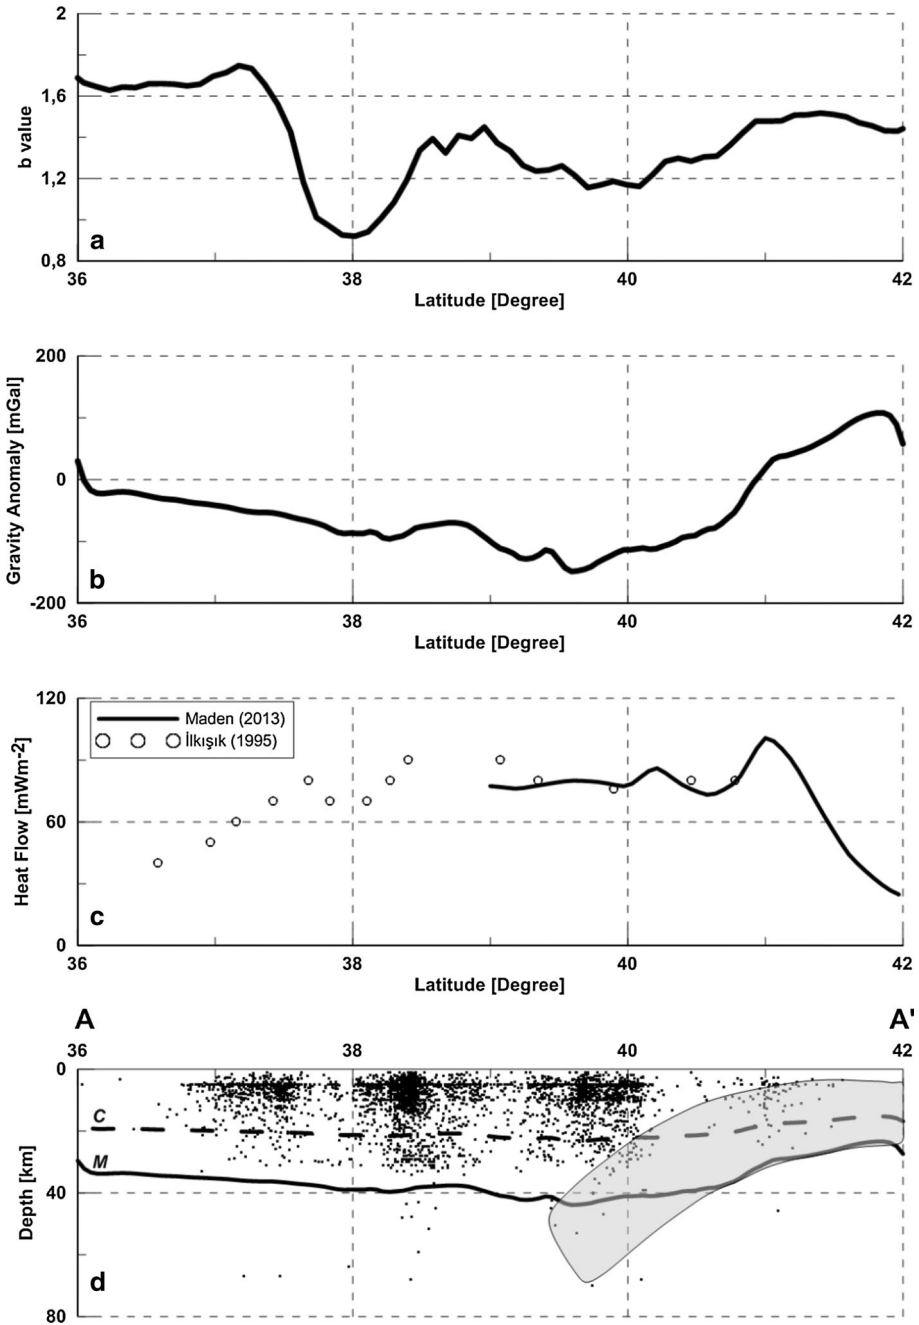 2
1,6
1,2
0,8
b value
a
36 38 40 42
Latitude [Degree]
200
0
-200
Gravity Anomaly [mGal]
b
36 38 40 42
Latitude [Degree]
120
60
0
Heat Flow [mWm-2]
Maden (2013)
İlkışık (1995)
c
36 38 40 42
Latitude [Degree]
A A'
36 38 40 42
0
40
80
Depth [km]
C
M
d